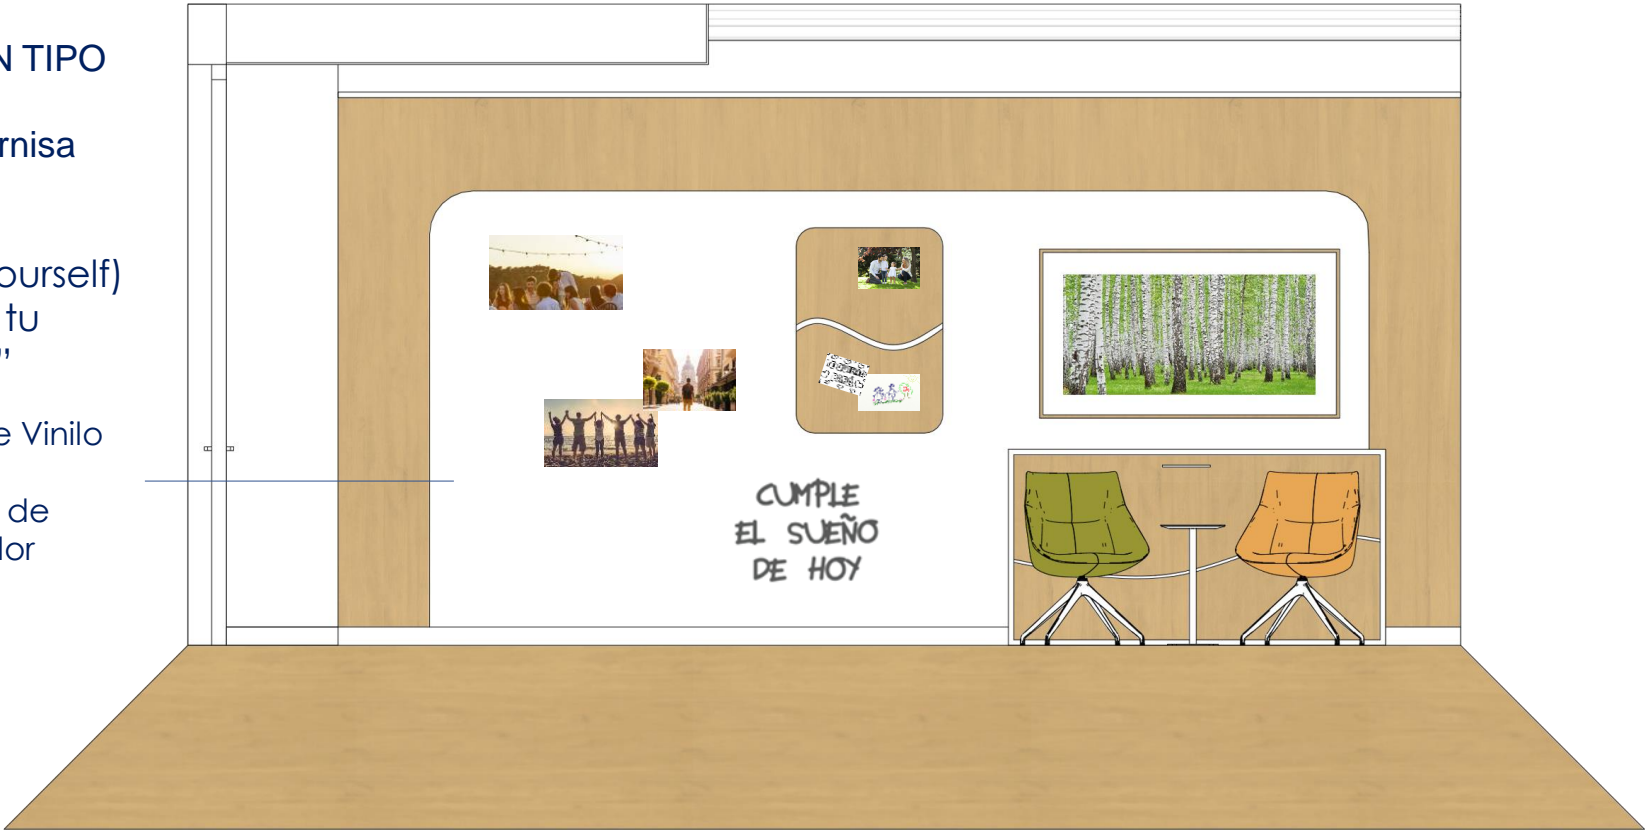 N TIPO
rnisa
ourself)
tu
”
e Vinilo
de
lor
CUMPLE
EL SUEÑO
DE HOY